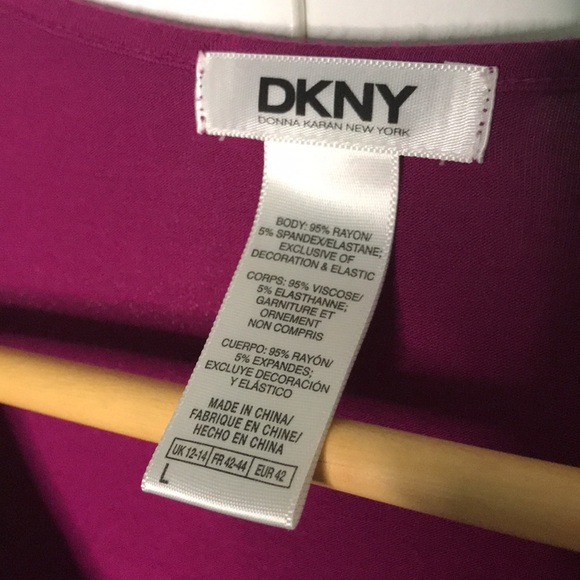 DKNY
DONNA KARAN NEW YORK
BODY: 95% RAYON/
5% SPANDEX/ELASTANE;
EXCLUSIVE OF
DECORATION & ELASTIC
CORPS: 95% VISCOSE/
5% ELASTHANNE;
GARNITURE ET
ORNEMENT
NON COMPRIS
CUERPO: 95% RAYÓN/
5% EXPANDES;
EXCLUYE DECORACIÓN
Y ELÁSTICO
MADE IN CHINA/
FABRIQUE EN CHINE/
HECHO EN CHINA
UK 12-14 FR 42-44 EUR 42
L